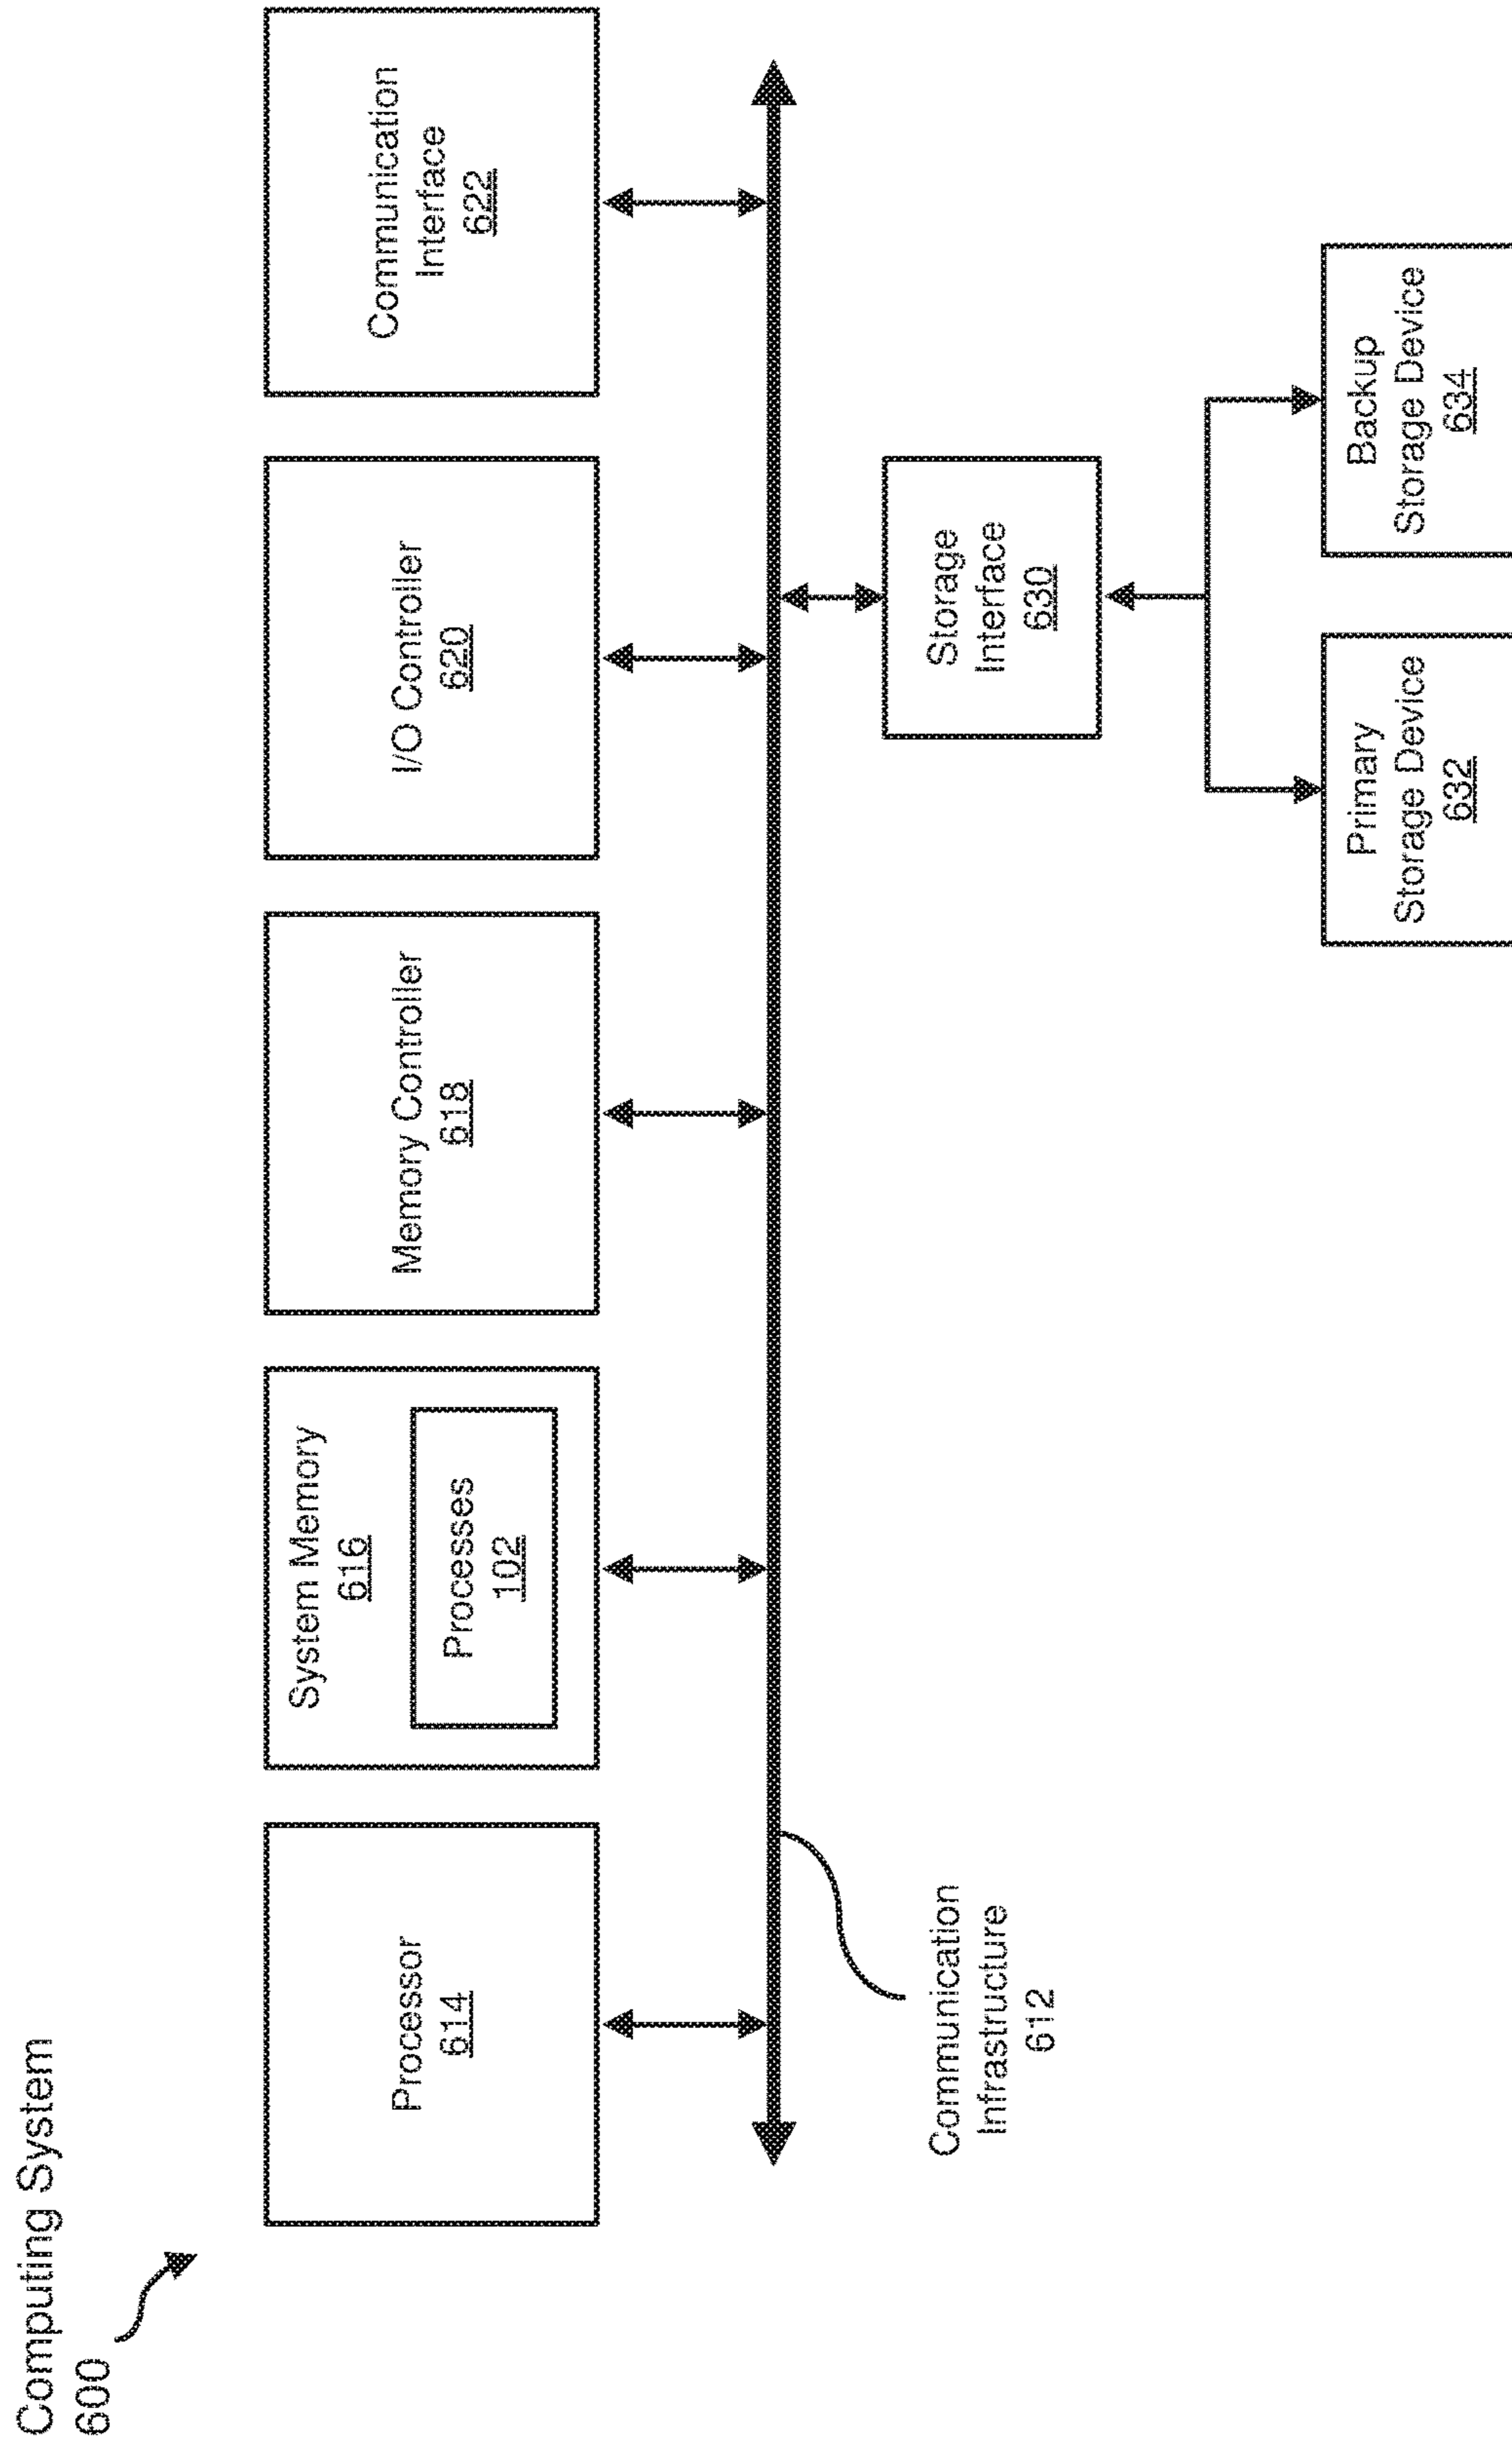 Computing System
600
Processor
614
System Memory
616
Processes
102
Memory Controller
618
I/O Controller
620
Communication
Interface
622
Communication
Infrastructure
612
Storage
Interface
630
Primary
Storage Device
632
Backup
Storage Device
634